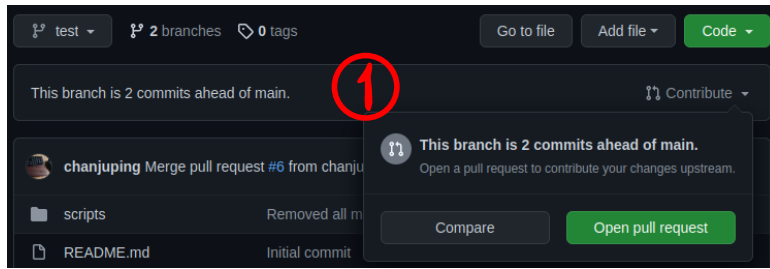 test 2 branches 0 tags Go to file Add file Code
This branch is 2 commits ahead of main. 1 Contribute
This branch is 2 commits ahead of main.
Open a pull request to contribute your changes upstream.
Compare Open pull request
chanjuping Merge pull request #6 from chanju
scripts Removed all m
README.md Initial commit